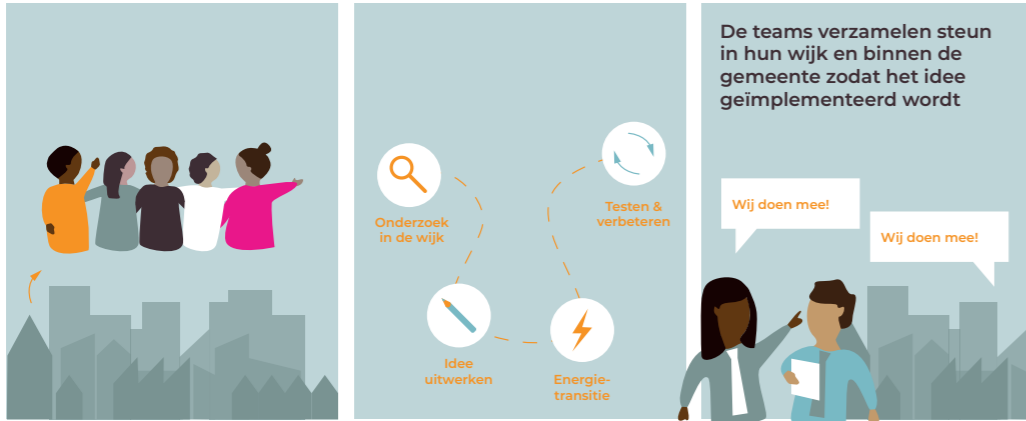 Onderzoek
in de wijk
Idee
uitwerken
Energie-
transitie
Testen &
verbeteren
De teams verzamelen steun
in hun wijk en binnen de
gemeente zodat het idee
geïmplementeerd wordt
Wij doen mee!
Wij doen mee!